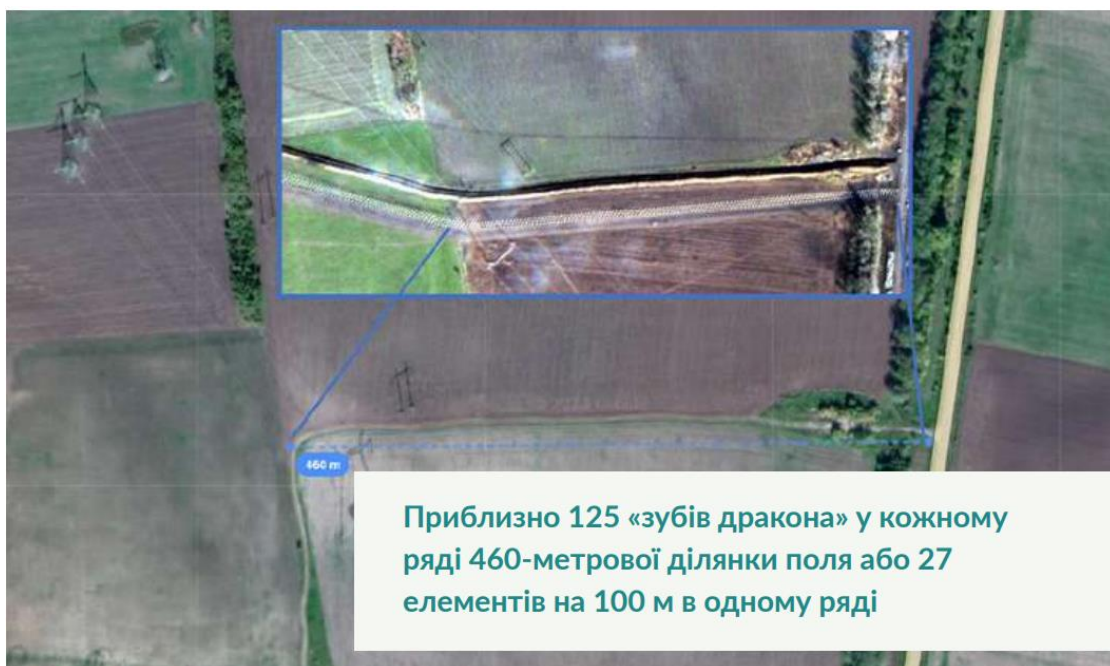 460 m
Приблизно 125 «зубів дракона» у кожному
ряді 460-метрової ділянки поля або 27
елементів на 100 м в одному ряді